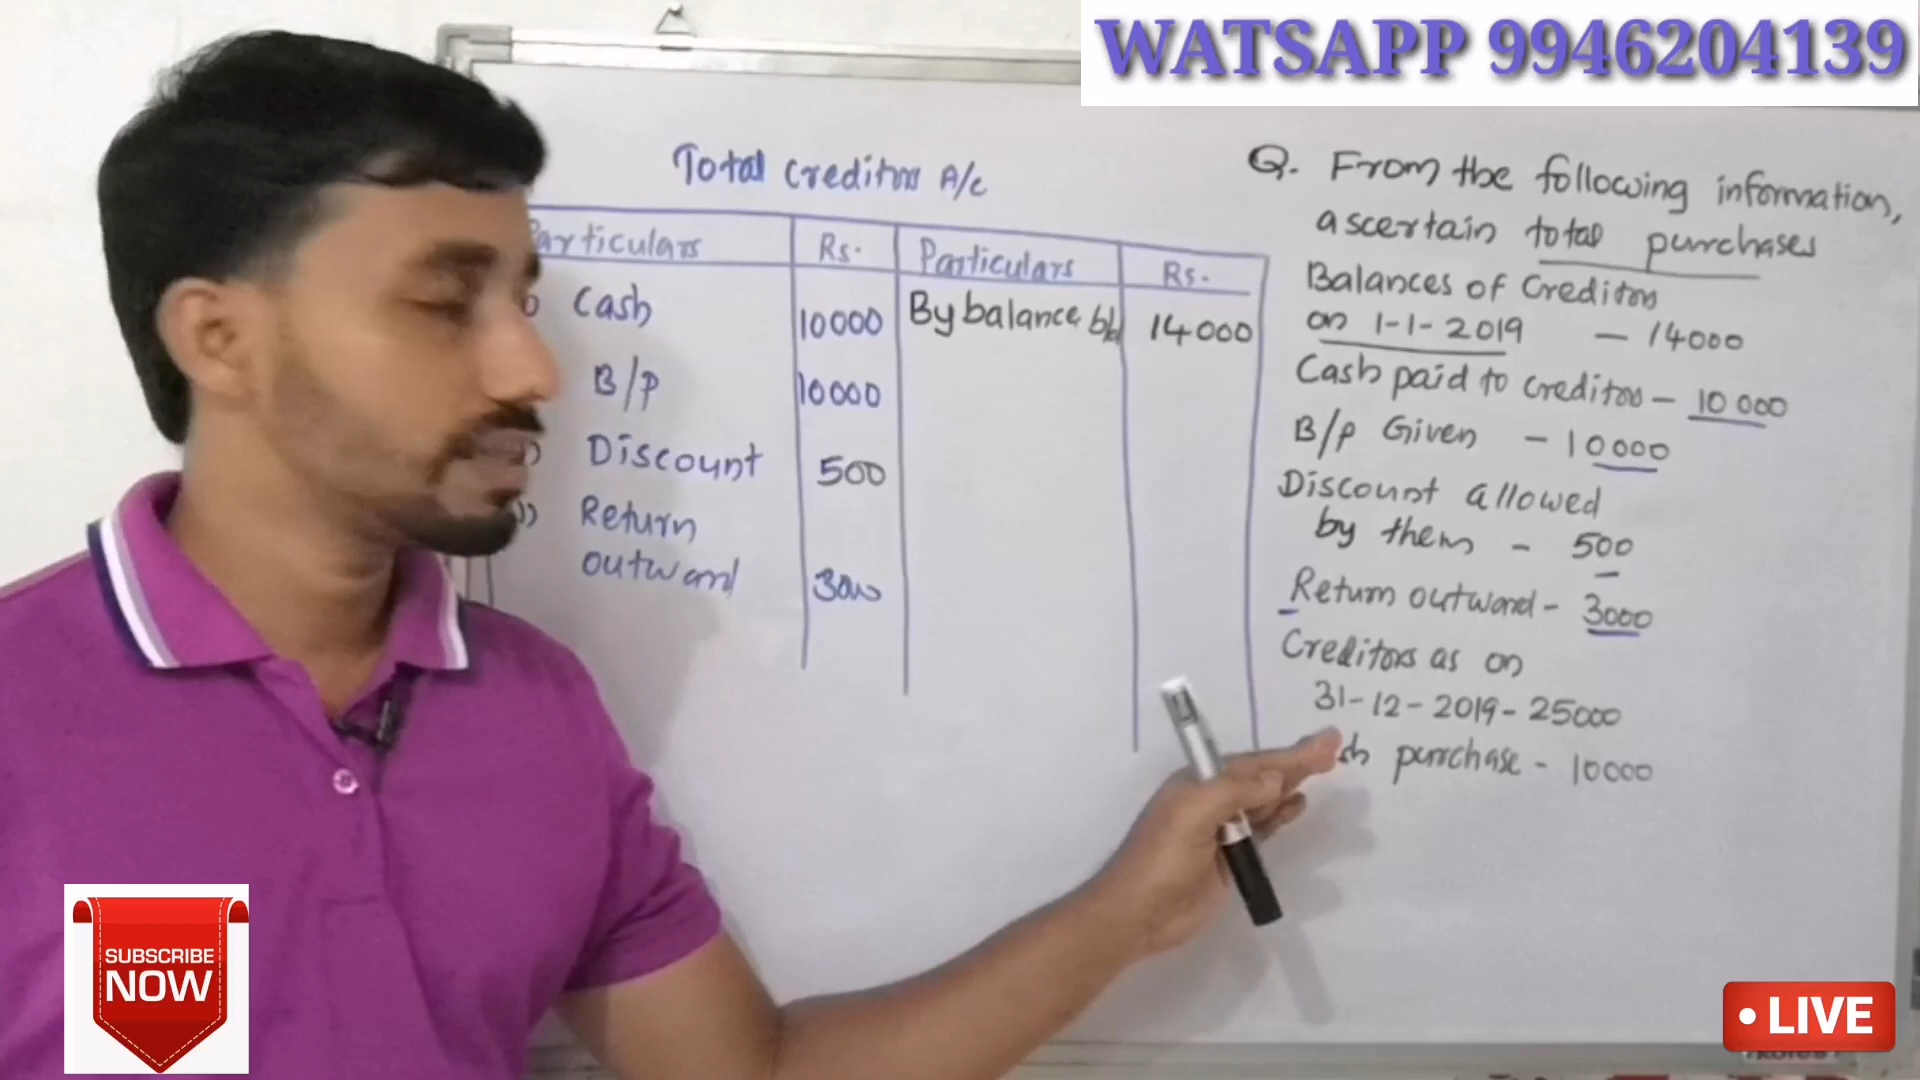 WATSAPP 9946204139
Total Creditors A/c
Particulars Rs. Particulars Rs.
Cash 10000 By balance b/d 14000
B/p 10000
Discount 500
Return
outward 3000
Q. From the following information,
ascertain total purchases
Balances of Creditors
on 1-1-2019 - 14000
Cash paid to creditors - 10000
B/p Given - 10000
Discount allowed
by them - 500
Return outward - 3000
Creditors as on
31-12-2019 - 25000
purchase - 10000
SUBSCRIBE
NOW
• LIVE